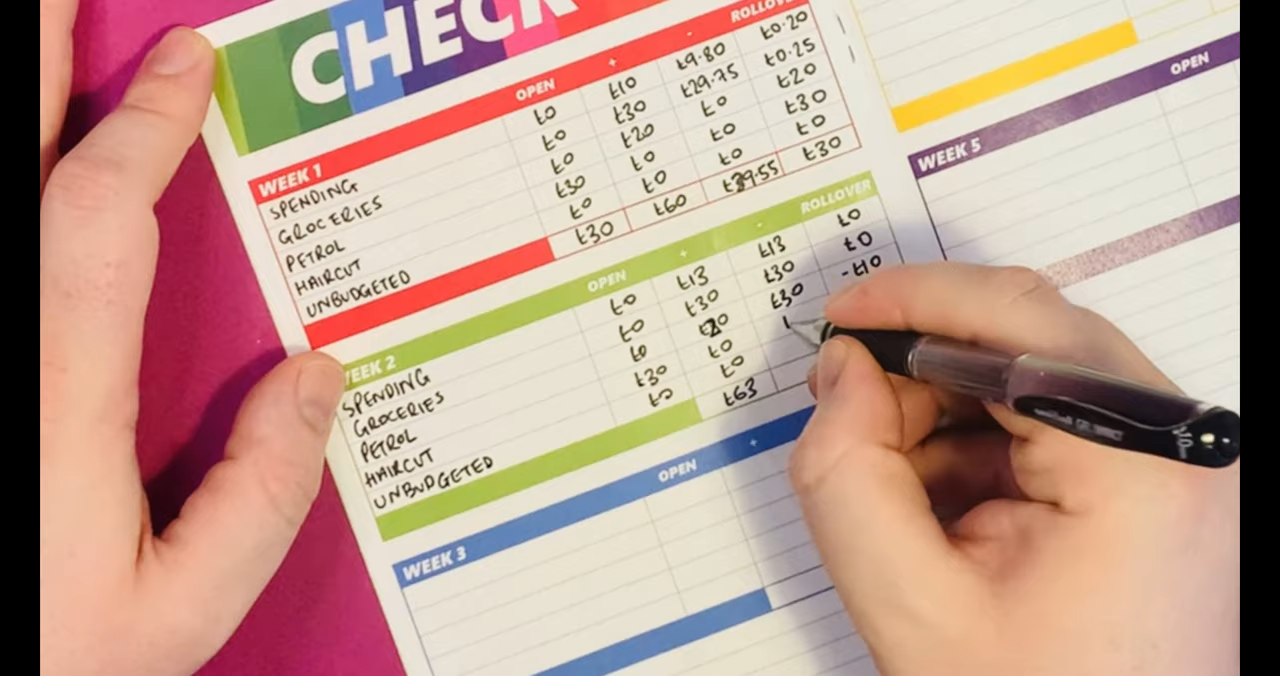 CHECK
WEEK 1 OPEN + - ROLLOVER
SPENDING £0 £10 £9.80 £0.20
GROCERIES £0 £30 £29.75 £0.25
PETROL £0 £20 £0 £20
HAIRCUT £30 £0 £0 £30
UNBUDGETED £0 £0 £0 £0
£30 £60 £39.55 £30
WEEK 2 OPEN + - ROLLOVER
SPENDING £0 £13 £13 £0
GROCERIES £0 £30 £30 £0
PETROL £0 £20 £30 -£10
HAIRCUT £30 £0
UNBUDGETED £0 £0
£63
WEEK 3 OPEN +
OPEN
WEEK 5